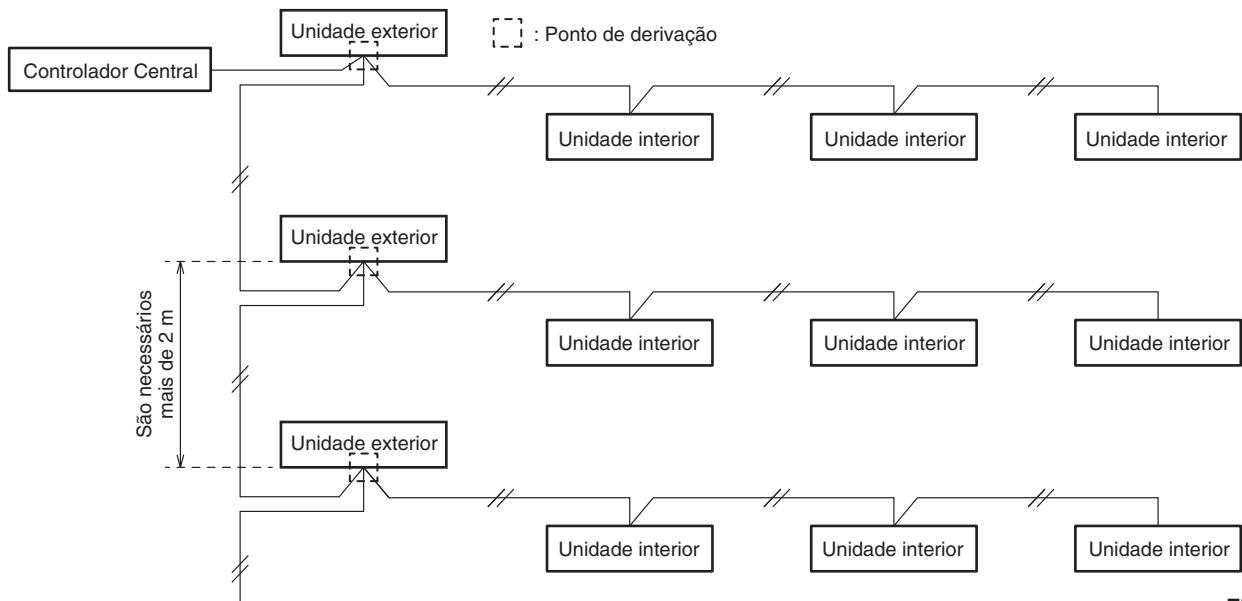 Unidade exterior
: Ponto de derivação
Controlador Central
Unidade interior
Unidade interior
Unidade interior
Unidade exterior
São necessários
mais de 2 m
Unidade interior
Unidade interior
Unidade interior
Unidade exterior
Unidade interior
Unidade interior
Unidade interior